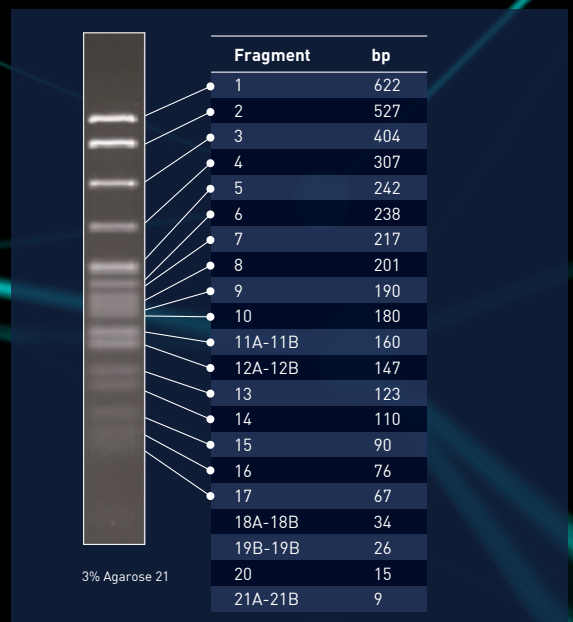 Fragment bp
1 622
2 527
3 404
4 307
5 242
6 238
7 217
8 201
9 190
10 180
11A-11B 160
12A-12B 147
13 123
14 110
15 90
16 76
17 67
18A-18B 34
19B-19B 26
20 15
21A-21B 9
3% Agarose 21